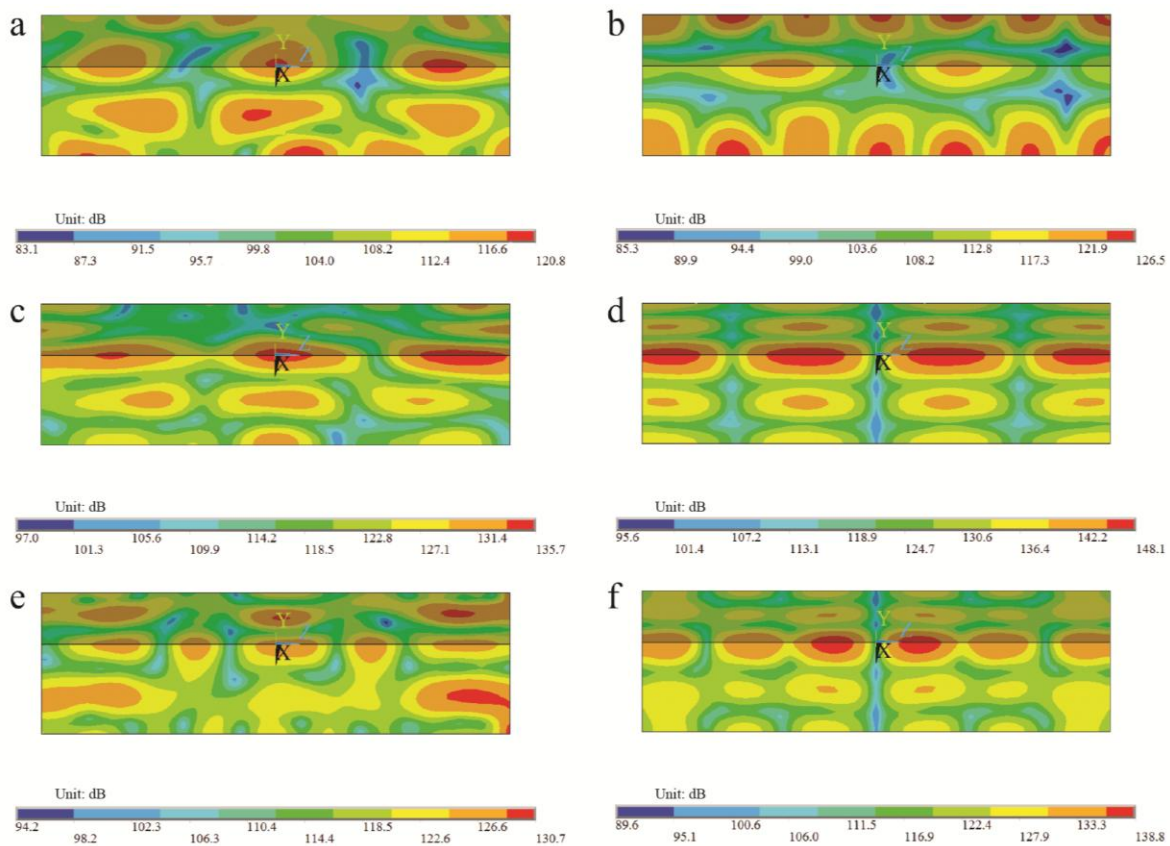 a
Y
Z
X
Unit: dB
83.1 91.5 99.8 108.2 116.6
87.3 95.7 104.0 112.4 120.8
b
Y
Z
X
Unit: dB
85.3 94.4 103.6 112.8 121.9
89.9 99.0 108.2 117.3 126.5
c
Y
Z
X
Unit: dB
97.0 105.6 114.2 122.8 131.4
101.3 109.9 118.5 127.1 135.7
d
Y
Z
X
Unit: dB
95.6 107.2 118.9 130.6 142.2
101.4 113.1 124.7 136.4 148.1
e
Y
Z
X
Unit: dB
94.2 102.3 110.4 118.5 126.6
98.2 106.3 114.4 122.6 130.7
f
Y
Z
X
Unit: dB
89.6 100.6 111.5 122.4 133.3
95.1 106.0 116.9 127.9 138.8